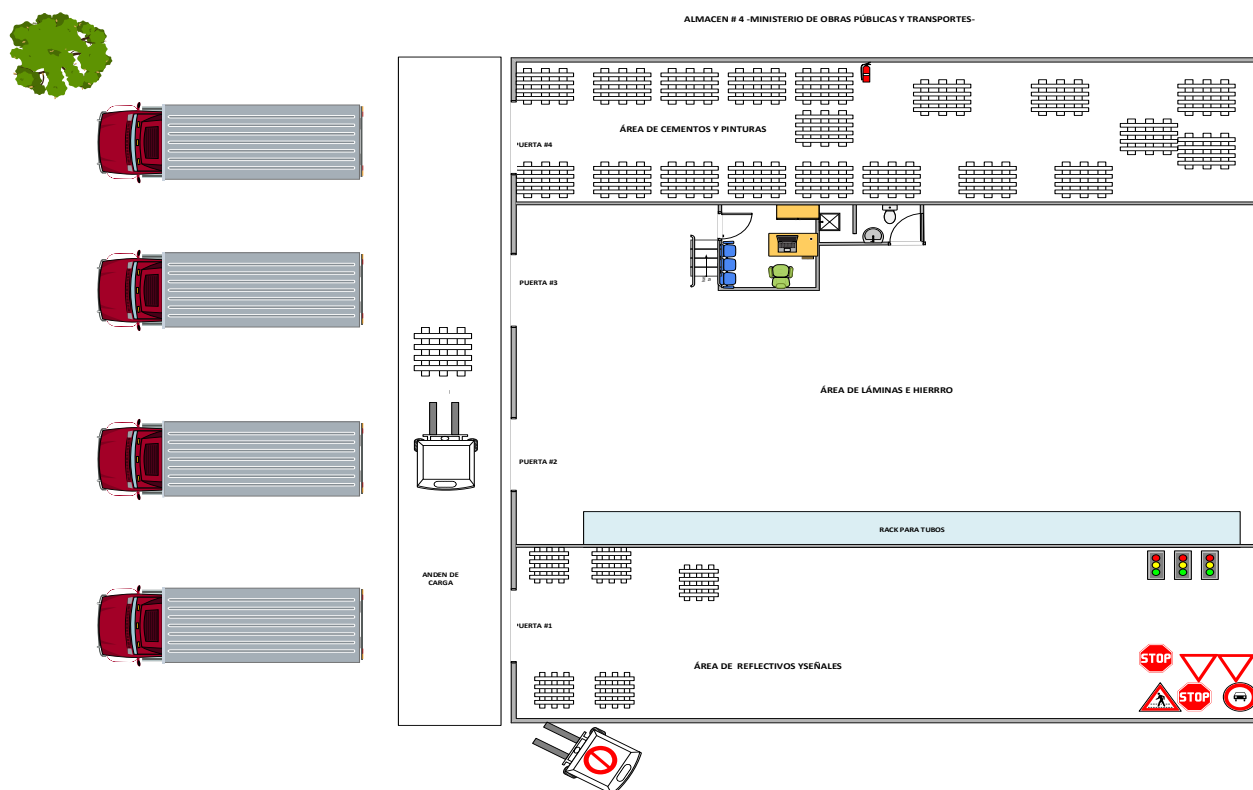 ALMACEN # 4 -MINISTERIO DE OBRAS PÚBLICAS Y TRANSPORTES-
ÁREA DE CEMENTOS Y PINTURAS
PUERTA #4
PUERTA #3
ÁREA DE LÁMINAS E HIERRRO
PUERTA #2
RACK PARA TUBOS
ANDEN DE
CARGA
PUERTA #1
ÁREA DE REFLECTIVOS YSEÑALES
STOP
STOP